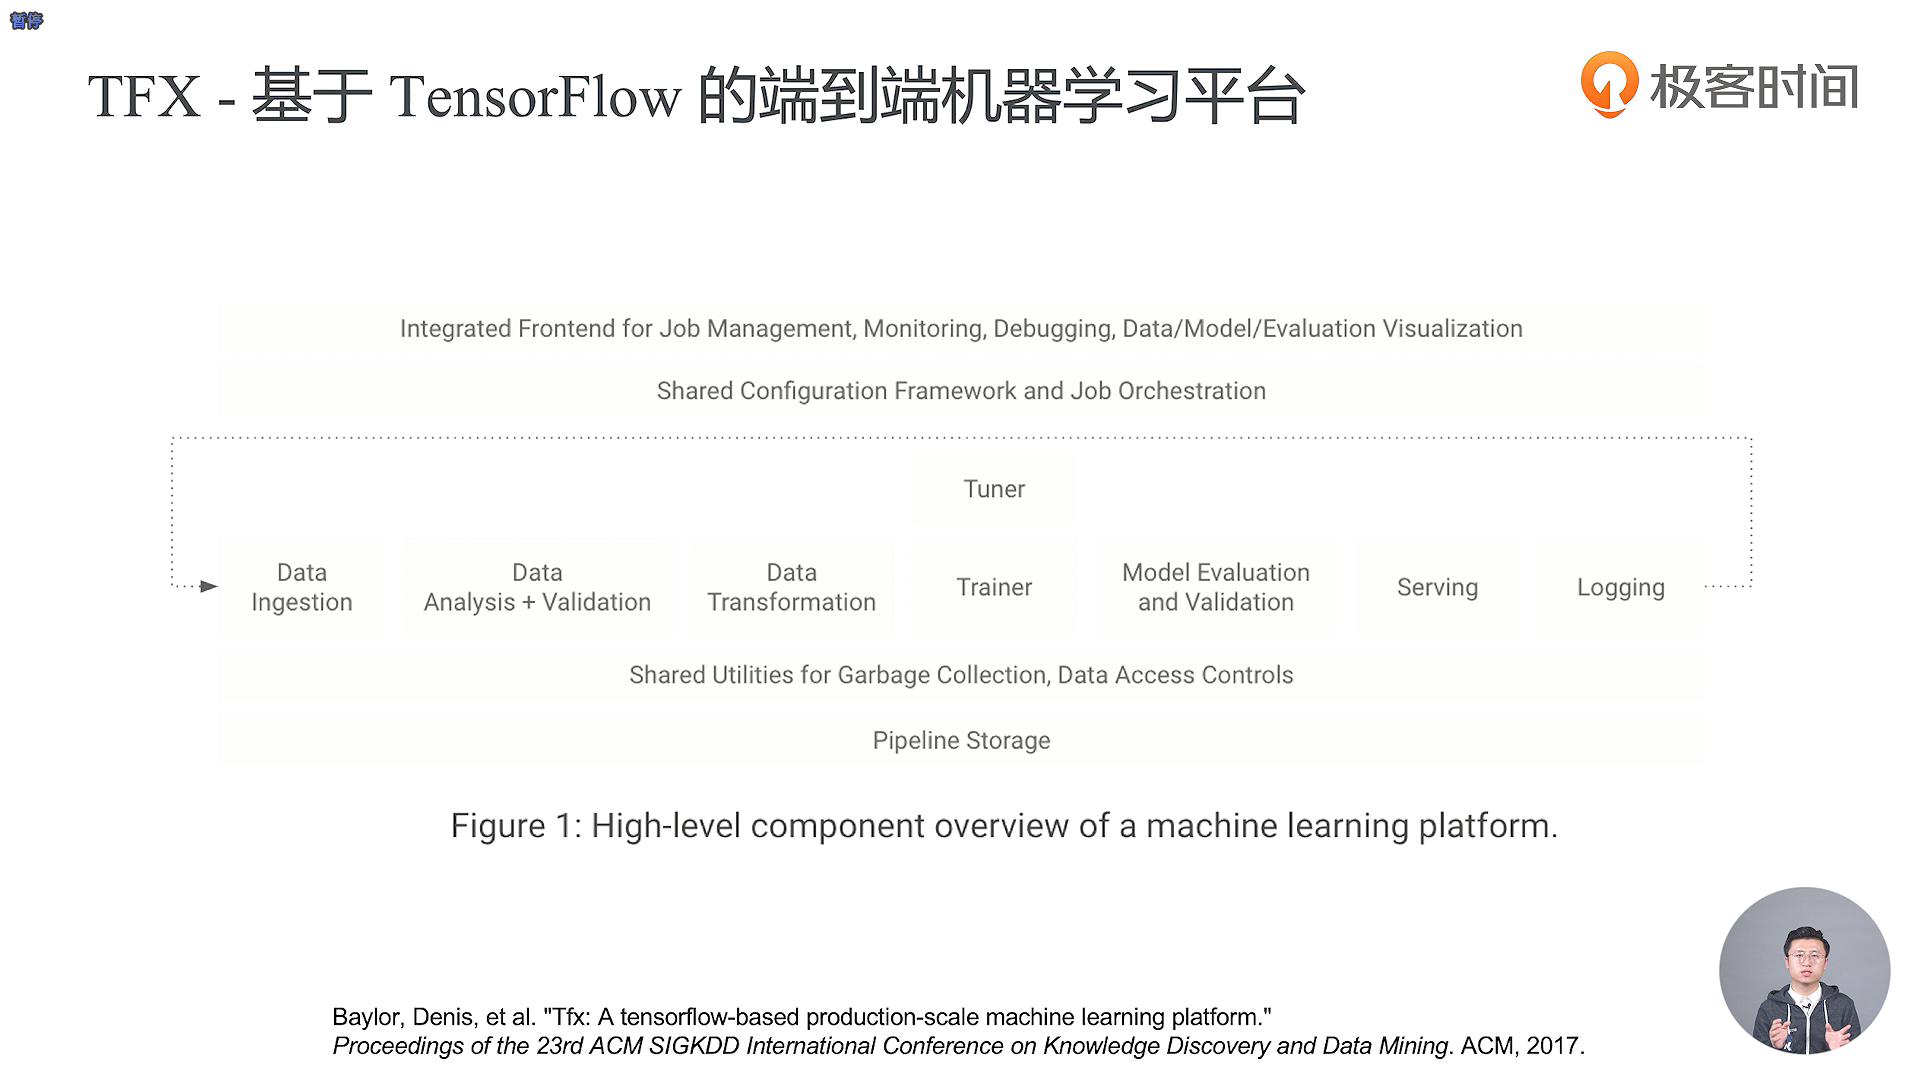 暂停
TFX - 基于 TensorFlow 的端到端机器学习平台
极客时间
Integrated Frontend for Job Management, Monitoring, Debugging, Data/Model/Evaluation Visualization
Shared Configuration Framework and Job Orchestration
Tuner
Data
Ingestion
Data
Analysis + Validation
Data
Transformation
Trainer
Model Evaluation
and Validation
Serving
Logging
Shared Utilities for Garbage Collection, Data Access Controls
Pipeline Storage
Figure 1: High-level component overview of a machine learning platform.
Baylor, Denis, et al. "Tfx: A tensorflow-based production-scale machine learning platform."
Proceedings of the 23rd ACM SIGKDD International Conference on Knowledge Discovery and Data Mining. ACM, 2017.